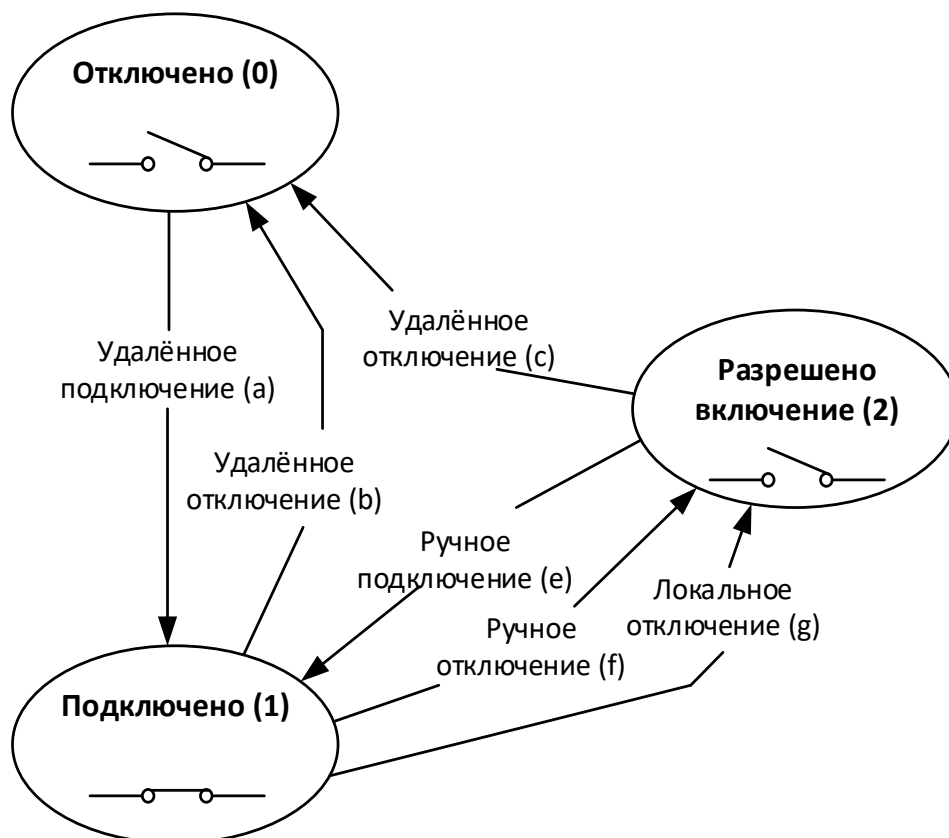 Отключено (0)
Удалённое
отключение (c)
Удалённое
подключение (a)
Разрешено
включение (2)
Удалённое
отключение (b)
Ручное
подключение (e)
Локальное
отключение (g)
Ручное
отключение (f)
Подключено (1)